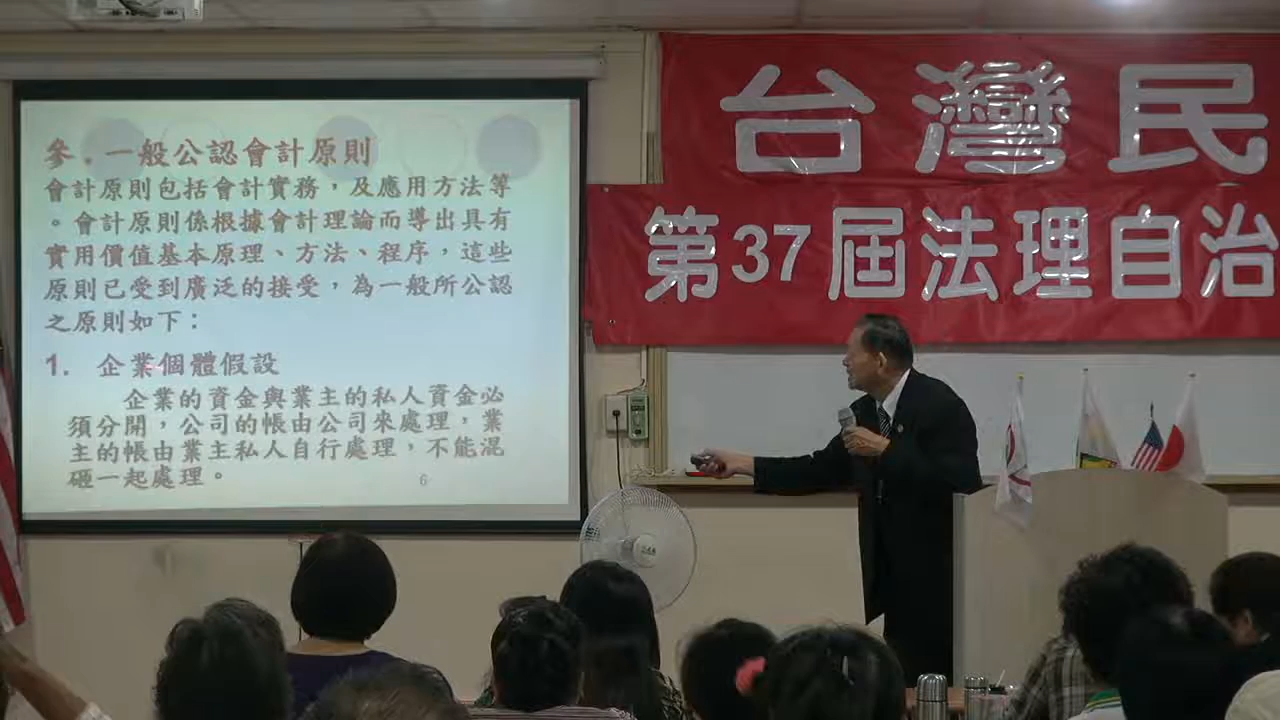 參．一般公認會計原則
會計原則包括會計實務，及應用方法等
。會計原則係根據會計理論而導出具有
實用價值基本原理、方法、程序，這些
原則已受到廣泛的接受，為一般所公認
之原則如下：
1. 企業個體假設
企業的資金與業主的私人資金必
須分開，公司的帳由公司來處理，業
主的帳由業主私人自行處理，不能混
砸一起處理。
6
台灣民
第37屆法理自治